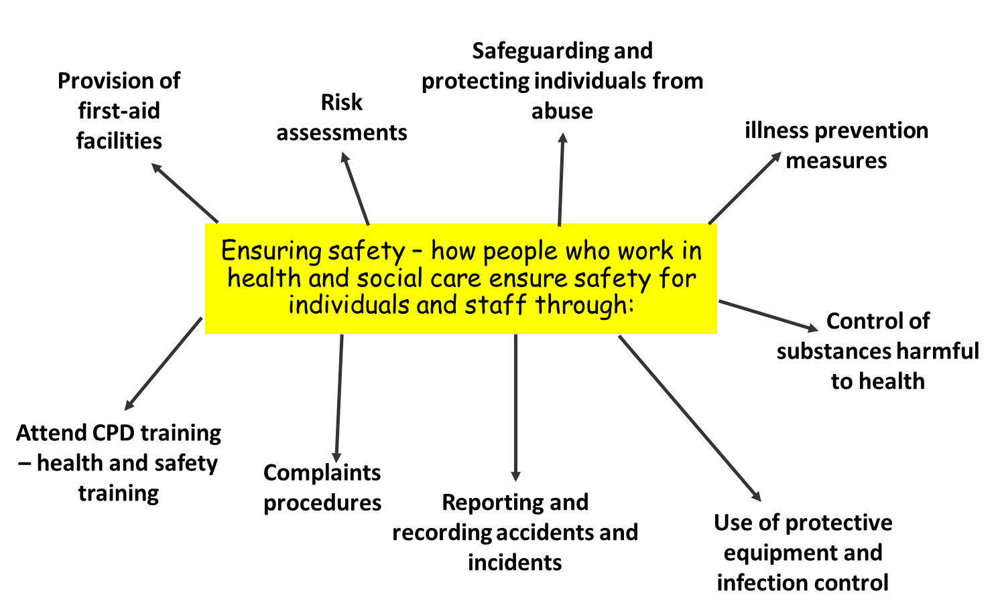 Provision of
first-aid
facilities
Risk
assessments
Safeguarding and
protecting individuals from
abuse
illness prevention
measures
Ensuring safety – how people who work in
health and social care ensure safety for
individuals and staff through:
Control of
substances harmful
to health
Attend CPD training
– health and safety
training
Complaints
procedures
Reporting and
recording accidents and
incidents
Use of protective
equipment and
infection control